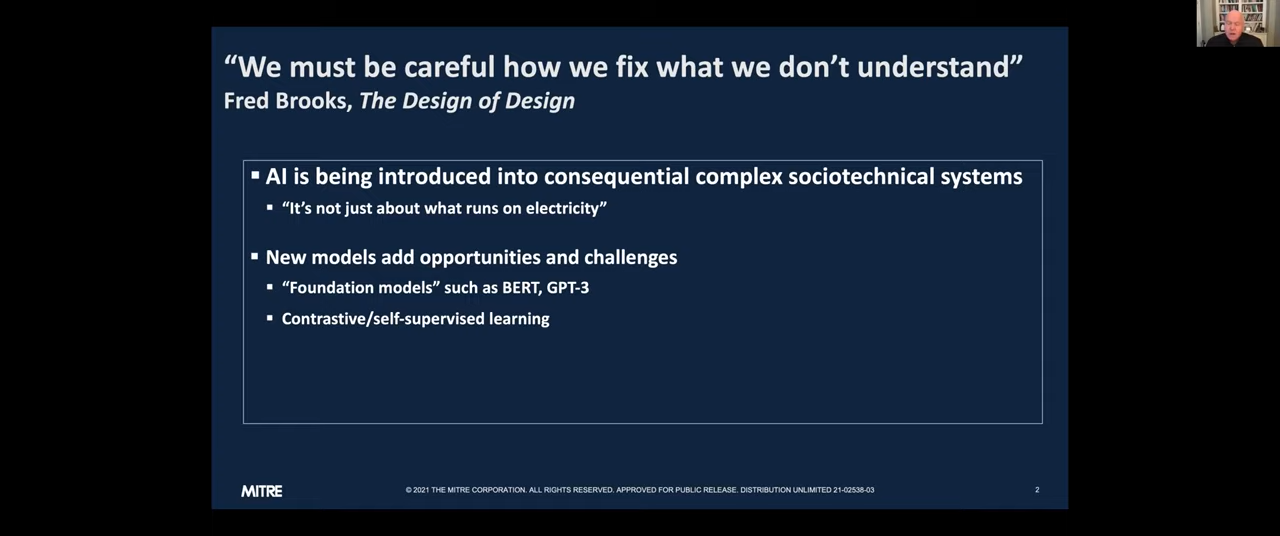 “We must be careful how we fix what we don’t understand”
Fred Brooks, The Design of Design
▪ AI is being introduced into consequential complex sociotechnical systems
▪ “It’s not just about what runs on electricity”
▪ New models add opportunities and challenges
▪ “Foundation models” such as BERT, GPT-3
▪ Contrastive/self-supervised learning
MITRE
© 2021 THE MITRE CORPORATION. ALL RIGHTS RESERVED. APPROVED FOR PUBLIC RELEASE. DISTRIBUTION UNLIMITED 21-02538-03
2